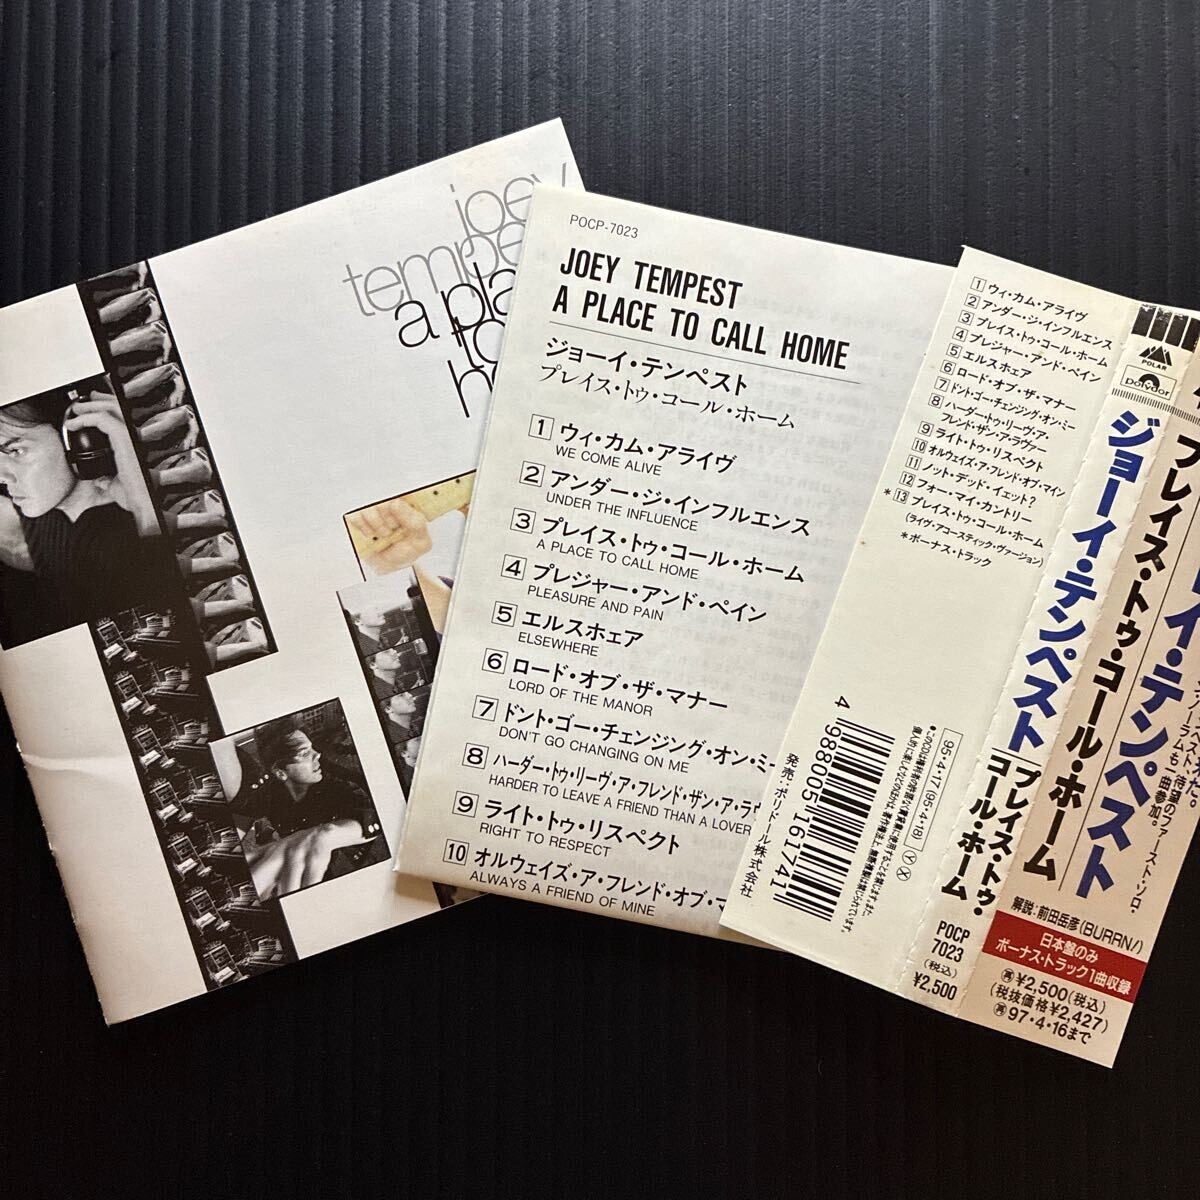 joey
tempe
a pla
to
h
POCP-7023
JOEY TEMPEST
A PLACE TO CALL HOME
ジョーイ・テンペスト
プレイス・トゥ・コール・ホーム
1 ウィ・カム・アライヴ
WE COME ALIVE
2 アンダー・ジ・インフルエンス
UNDER THE INFLUENCE
3 プレイス・トゥ・コール・ホーム
A PLACE TO CALL HOME
4 プレジャー・アンド・ペイン
PLEASURE AND PAIN
5 エルスホェア
ELSEWHERE
6 ロード・オブ・ザ・マナー
LORD OF THE MANOR
7 ドント・ゴー・チェンジング・オン・ミー
DON'T GO CHANGING ON ME
8 ハーダー・トゥ・リーヴ・ア・フレンド・ザン・ア・ラヴ
HARDER TO LEAVE A FRIEND THAN A LOVER
9 ライト・トゥ・リスペクト
RIGHT TO RESPECT
10 オルウェイズ・ア・フレンド・オブ・マ
ALWAYS A FRIEND OF MINE
1 ウィ・カム・アライヴ
2 アンダー・ジ・インフルエンス
3 プレイス・トゥ・コール・ホーム
4 プレジャー・アンド・ペイン
5 エルスホェア
6 ロード・オブ・ザ・マナー
7 ドント・ゴー・チェンジング・オン・ミー
8 ハーダー・トゥ・リーヴ・ア・
フレンド・ザン・ア・ラヴァー
9 ライト・トゥ・リスペクト
10 オルウェイズ・ア・フレンド・オブ・マイン
11 ノット・デッド・イェット?
12 フォー・マイ・カントリー
*13 プレイス・トゥ・コール・ホーム
(ライヴ・アコースティック・ヴァージョン)
*ボーナス・トラック
4 988005 161741
発売:ポリドール株式会社
95・4・17 (95・4・18) Ⓨ Ⓧ
POLAR
Polydor
ジョーイ・テンペスト
プレイス・トゥ・
コール・ホーム
POCP
7023
(税込)
¥2,500
プレイス・トゥ・コール・ホーム
イ・テンペスト
曲参加。
解説:前田岳彦(BURRN!)
日本盤のみ
ボーナス・トラック1曲収録
再 ¥2,500(税込)
(税抜価格¥2,427)
再 97・4・16まで